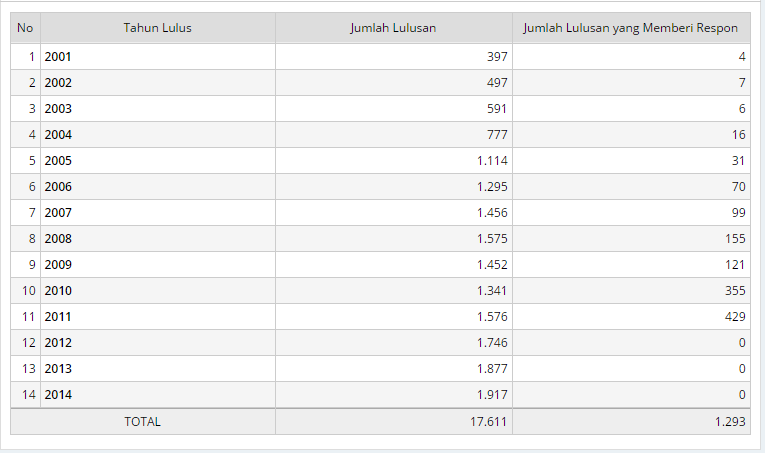 No Tahun Lulus Jumlah Lulusan Jumlah Lulusan yang Memberi Respon
1 2001 397 4
2 2002 497 7
3 2003 591 6
4 2004 777 16
5 2005 1.114 31
6 2006 1.295 70
7 2007 1.456 99
8 2008 1.575 155
9 2009 1.452 121
10 2010 1.341 355
11 2011 1.576 429
12 2012 1.746 0
13 2013 1.877 0
14 2014 1.917 0
TOTAL 17.611 1.293